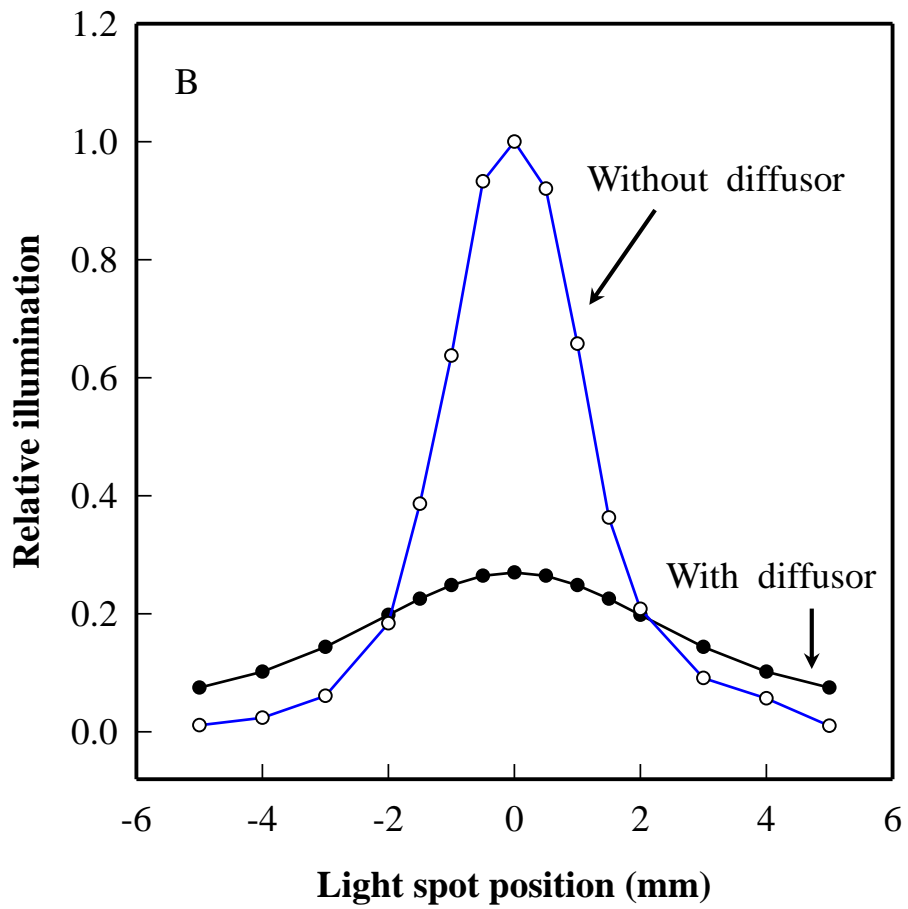 B
Without diffusor
With diffusor
Relative illumination
1.2
1.0
0.8
0.6
0.4
0.2
0.0
-6 -4 -2 0 2 4 6
Light spot position (mm)